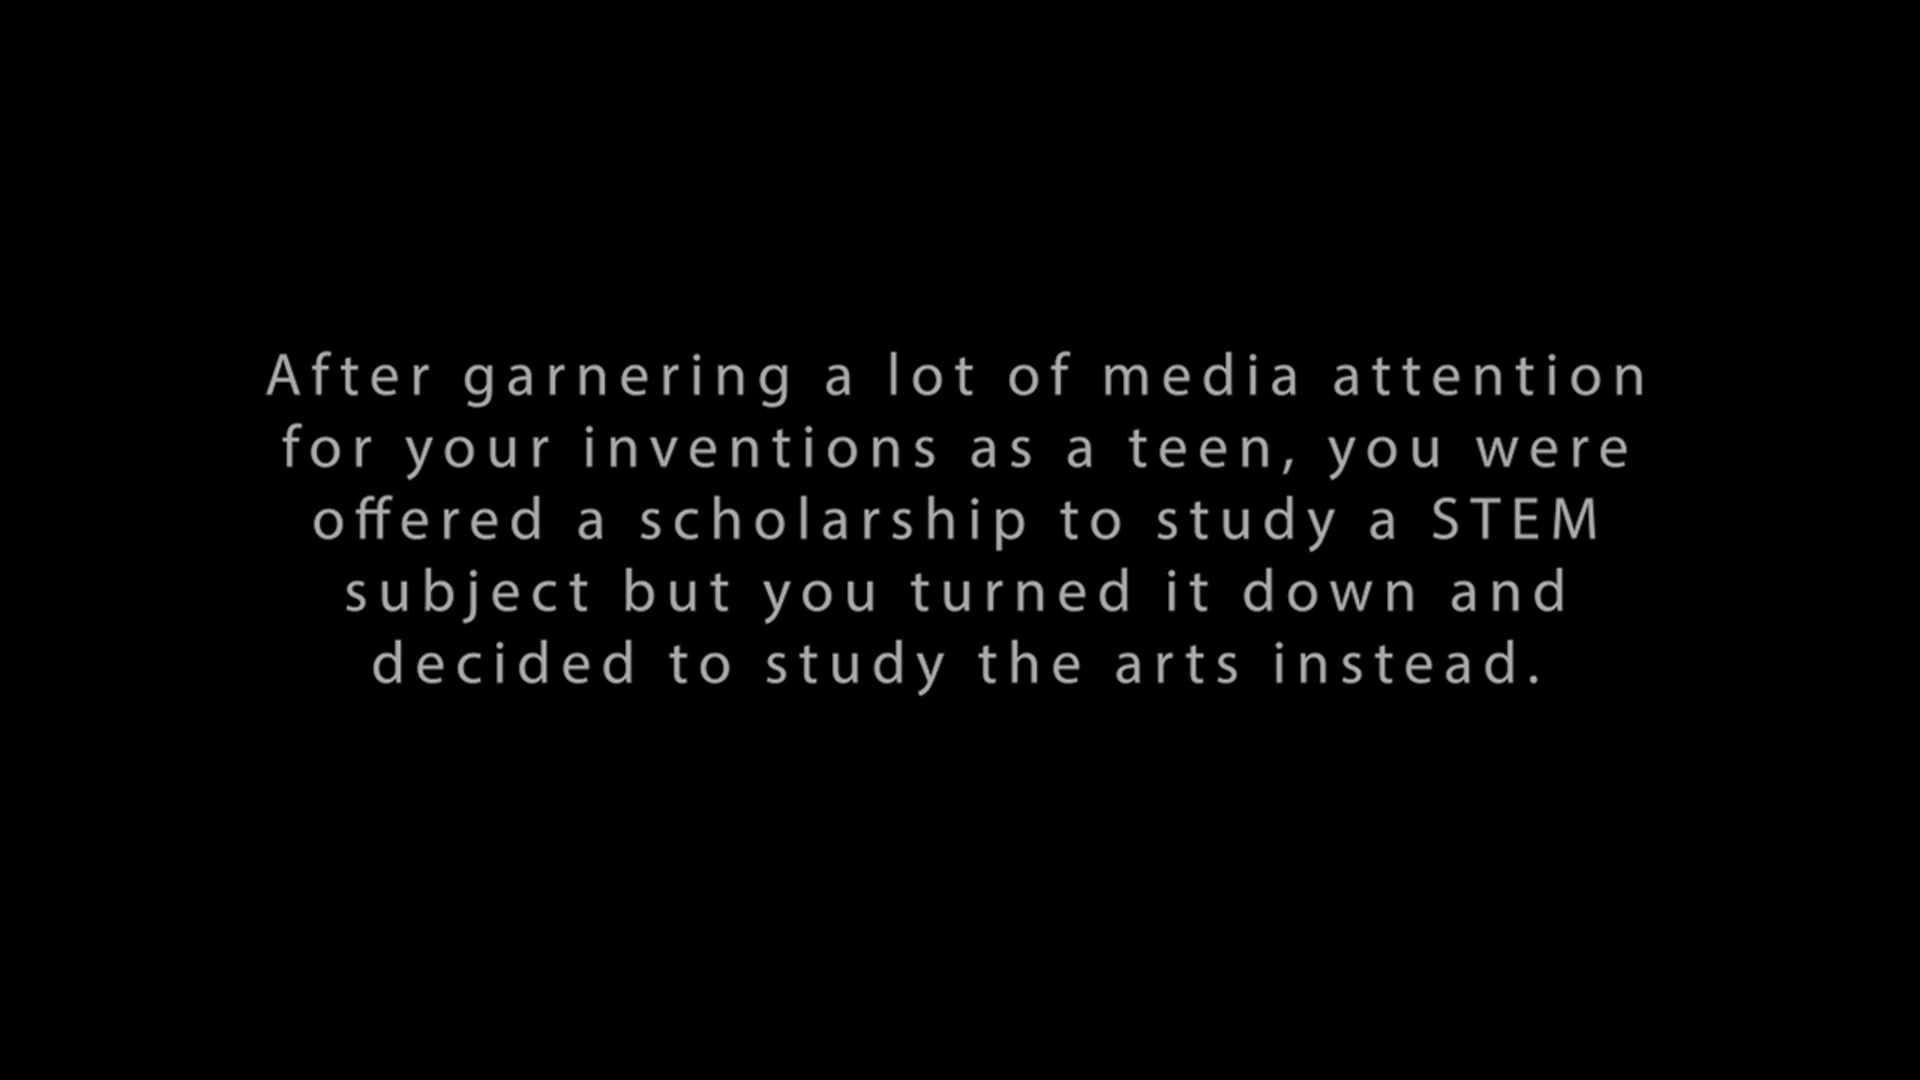 After garnering a lot of media attention
for your inventions as a teen, you were
offered a scholarship to study a STEM
subject but you turned it down and
decided to study the arts instead.